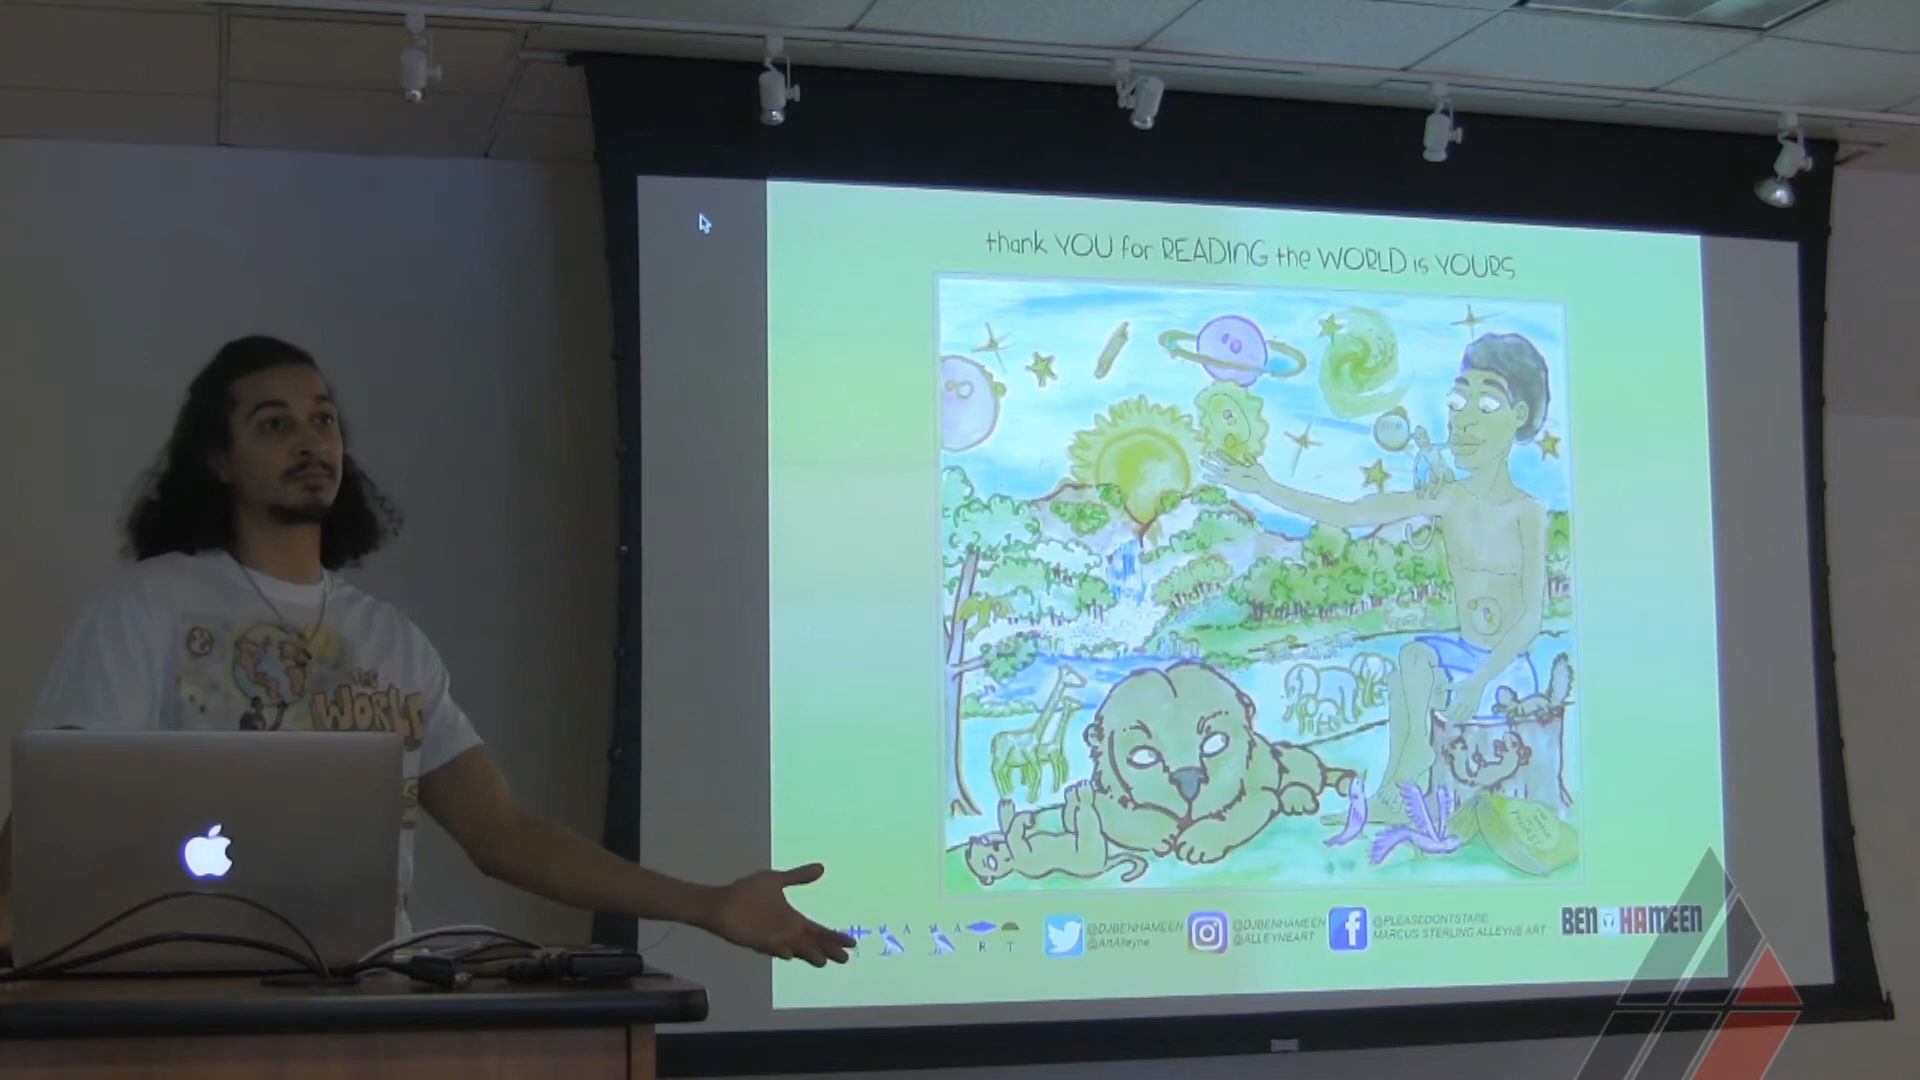 thank YOU for READING the WORLD is YOURS
THE
WORLD
S
R T
@DJBENHAMEEN
@ArtAlleyne
@DJBENHAMEEN
@ALLEYNEART
@PLEASEDONTSTARE
MARCUS STERLING ALLEYNE ART
BEN HAMEEN